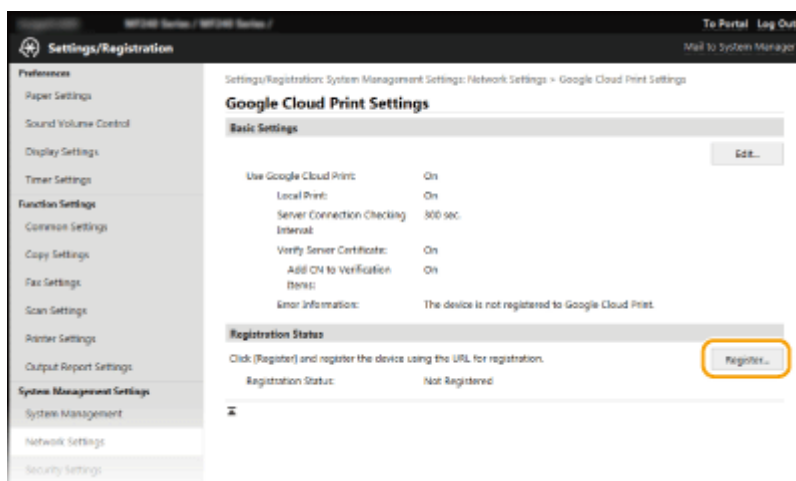 MF240 Series / MF240 Series /
To Portal Log Out
Settings/Registration
Mail to System Manager
Preferences
Paper Settings
Sound Volume Control
Display Settings
Timer Settings
Function Settings
Common Settings
Copy Settings
Fax Settings
Scan Settings
Printer Settings
Output Report Settings
System Management Settings
System Management
Network Settings
Security Settings
Settings/Registration: System Management Settings: Network Settings > Google Cloud Print Settings
Google Cloud Print Settings
Basic Settings
Edit...
Use Google Cloud Print: On
Local Print: On
Server Connection Checking 300 sec.
Interval:
Verify Server Certificate: On
Add CN to Verification On
Items:
Error Information: The device is not registered to Google Cloud Print.
Registration Status
Click [Register] and register the device using the URL for registration.
Register...
Registration Status: Not Registered